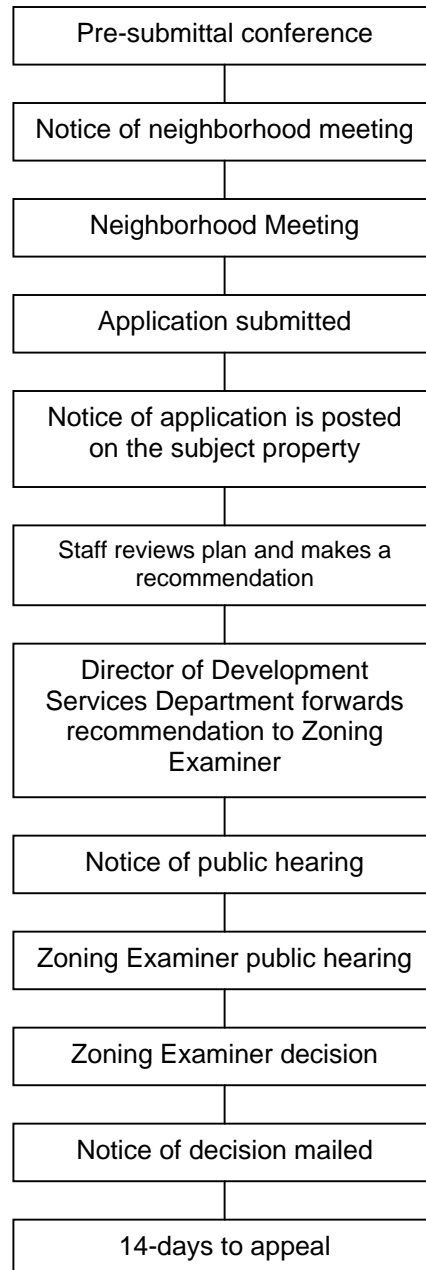 Pre-submittal conference
Notice of neighborhood meeting
Neighborhood Meeting
Application submitted
Notice of application is posted
on the subject property
Staff reviews plan and makes a
recommendation
Director of Development
Services Department forwards
recommendation to Zoning
Examiner
Notice of public hearing
Zoning Examiner public hearing
Zoning Examiner decision
Notice of decision mailed
14-days to appeal